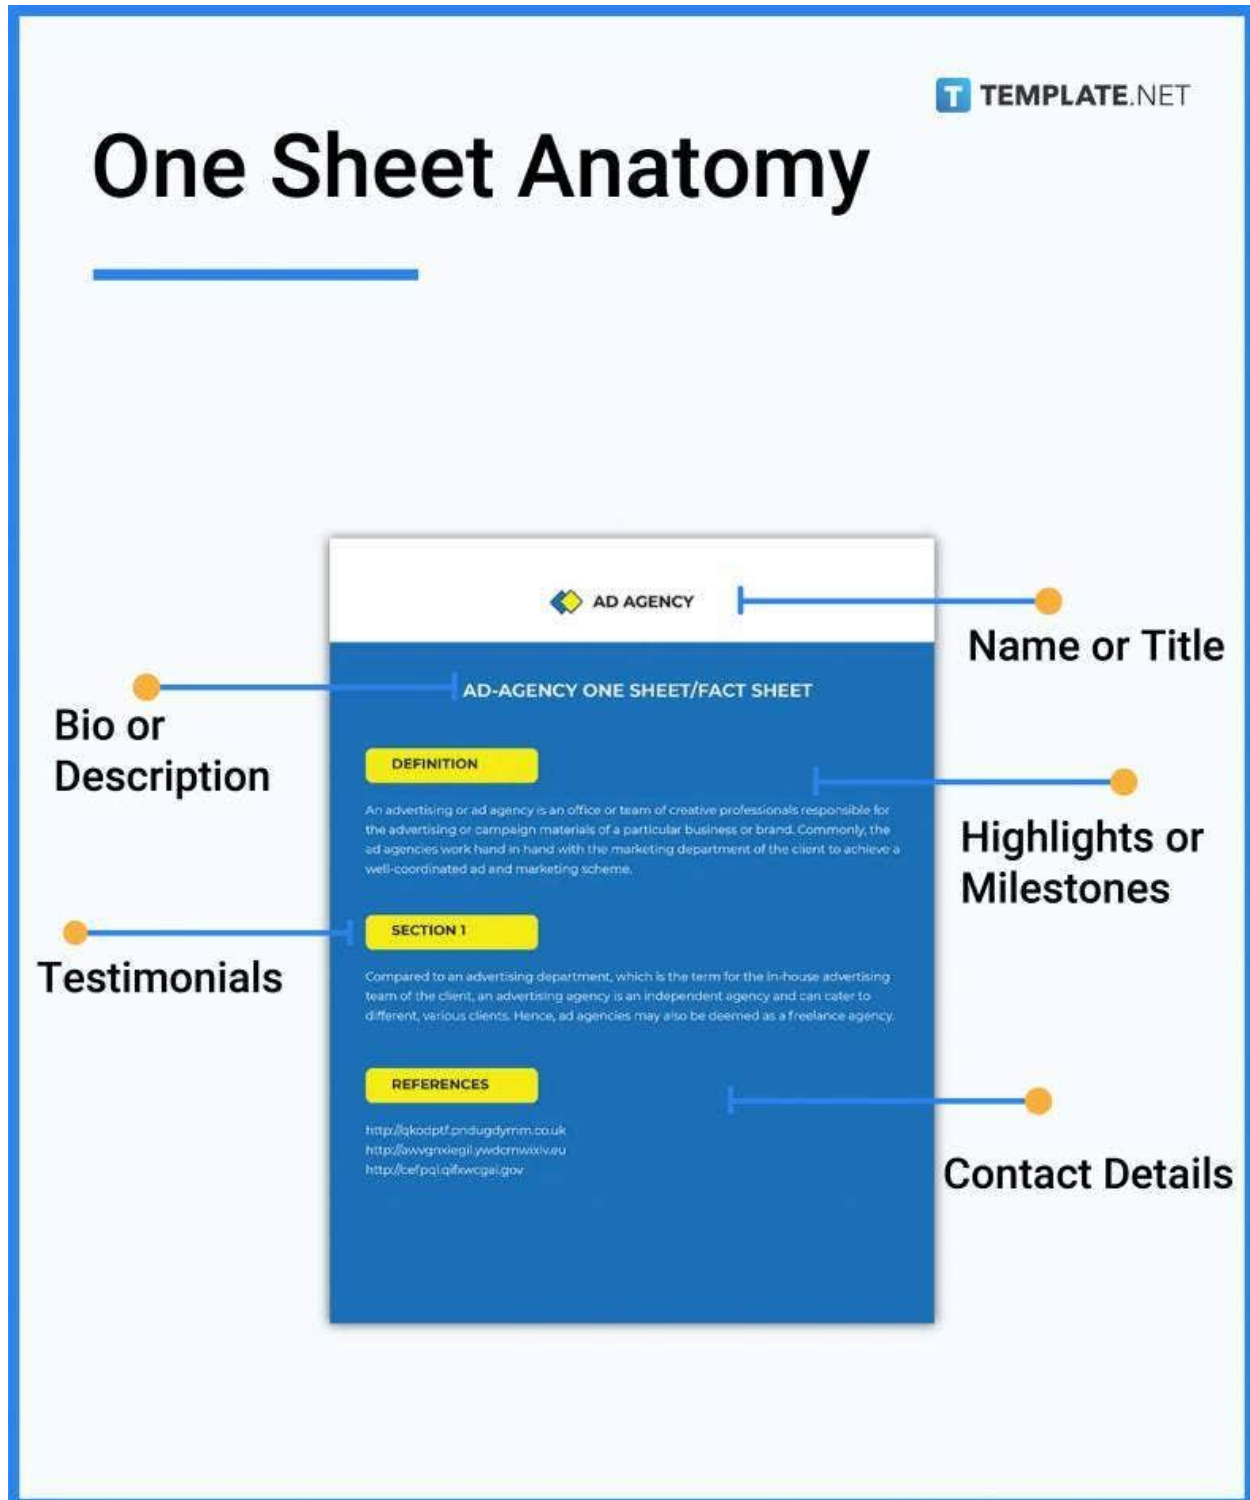 TEMPLATE.NET
One Sheet Anatomy
AD AGENCY
Name or Title
AD-AGENCY ONE SHEET/FACT SHEET
Bio or
Description
DEFINITION
An advertising or ad agency is an office or team of creative professionals responsible for
the advertising or campaign materials of a particular business or brand. Commonly, the
ad agencies work hand in hand with the marketing department of the client to achieve a
well-coordinated ad and marketing scheme.
Highlights or
Milestones
SECTION 1
Testimonials
Compared to an advertising department, which is the term for the in-house advertising
team of the client, an advertising agency is an independent agency and can cater to
different, various clients. Hence, ad agencies may also be deemed as a freelance agency.
REFERENCES
Contact Details